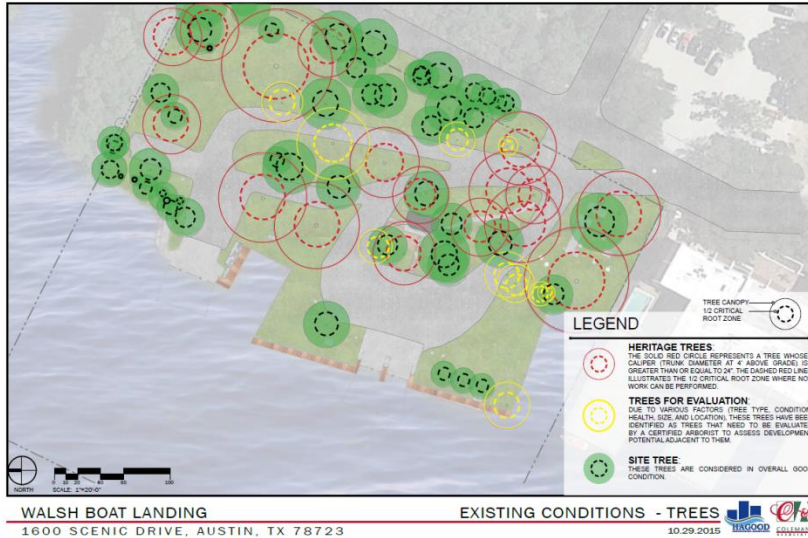 TREE CANOPY
1/2 CRITICAL
ROOT ZONE
LEGEND
HERITAGE TREES:
THE SOLID RED CIRCLE REPRESENTS A TREE WHOSE
CALIPER (TRUNK DIAMETER AT 4' ABOVE GRADE) IS
GREATER THAN OR EQUAL TO 24". THE DASHED RED LINE
ILLUSTRATES THE 1/2 CRITICAL ROOT ZONE WHERE NO
WORK CAN BE PERFORMED.
TREES FOR EVALUATION:
DUE TO VARIOUS FACTORS (TREE TYPE, CONDITION
HEALTH, SIZE, AND LOCATION), THESE TREES HAVE BEE
IDENTIFIED AS TREES THAT NEED TO BE EVALUATE
BY A CERTIFIED ARBORIST TO ASSESS DEVELOPMEN
POTENTIAL ADJACENT TO THEM.
SITE TREE:
THESE TREES ARE CONSIDERED IN OVERALL GOO
CONDITION.
NORTH
SCALE: 1"=20'-0"
0 10 20 40 60 100
WALSH BOAT LANDING
1600 SCENIC DRIVE, AUSTIN, TX 78723
EXISTING CONDITIONS - TREES
10.29.2015
HAGOOD
COLEMAN